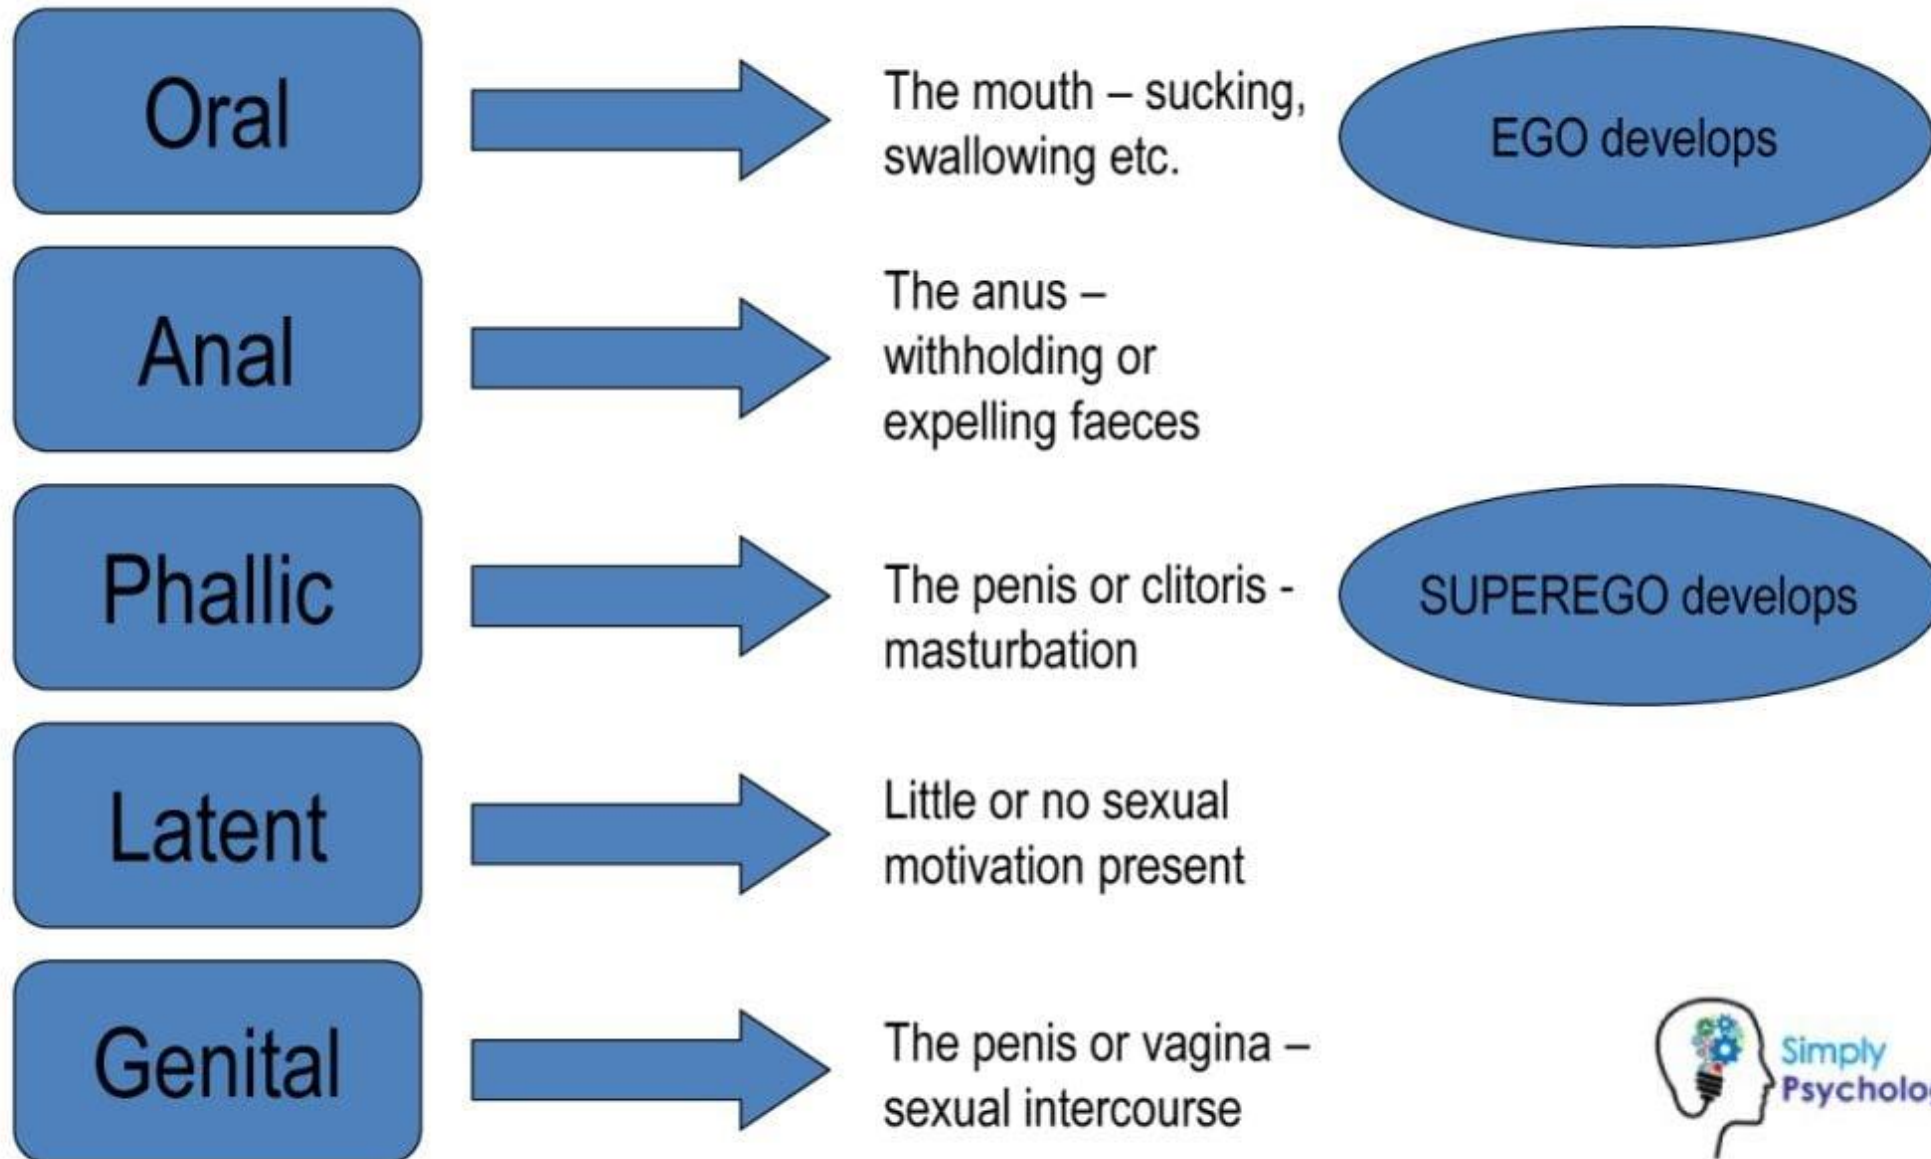 Oral
The mouth – sucking,
swallowing etc.
EGO develops
Anal
The anus –
withholding or
expelling faeces
Phallic
The penis or clitoris -
masturbation
SUPEREGO develops
Latent
Little or no sexual
motivation present
Genital
The penis or vagina –
sexual intercourse
Simply